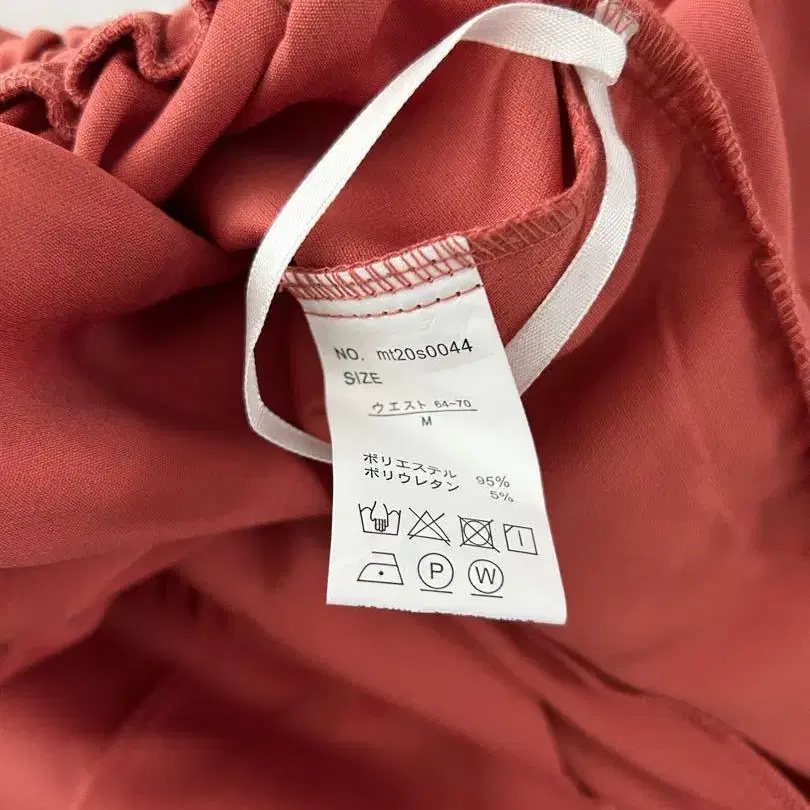 NO. mt20s0044
SIZE
ウエスト 64~70
M
ポリエステル 95%
ポリウレタン 5%
P W